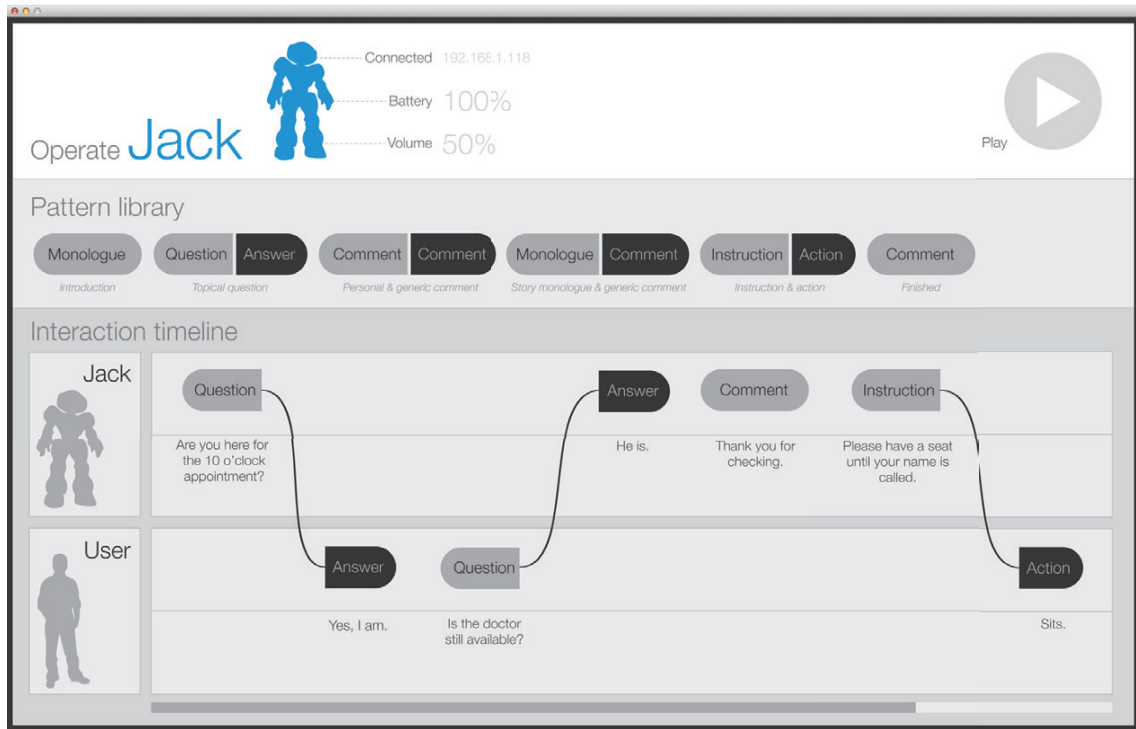 Connected 192.168.1.118
Battery 100%
Volume 50%
Operate Jack
Play
Pattern library
Monologue Question Answer Comment Comment Monologue Comment Instruction Action Comment
Introduction Topical question Personal & generic comment Story monologue & generic comment Instruction & action Finished
Interaction timeline
Jack
Question Answer Comment Instruction
Are you here for
the 10 o'clock
appointment?
He is.
Thank you for
checking.
Please have a seat
until your name is
called.
User
Answer Question Action
Yes, I am.
Is the doctor
still available?
Sits.